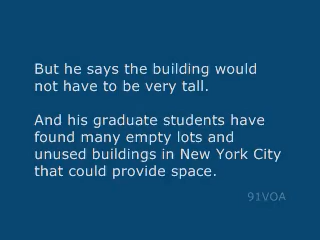 But he says the building would
not have to be very tall.
And his graduate students have
found many empty lots and
unused buildings in New York City
that could provide space.
91VOA